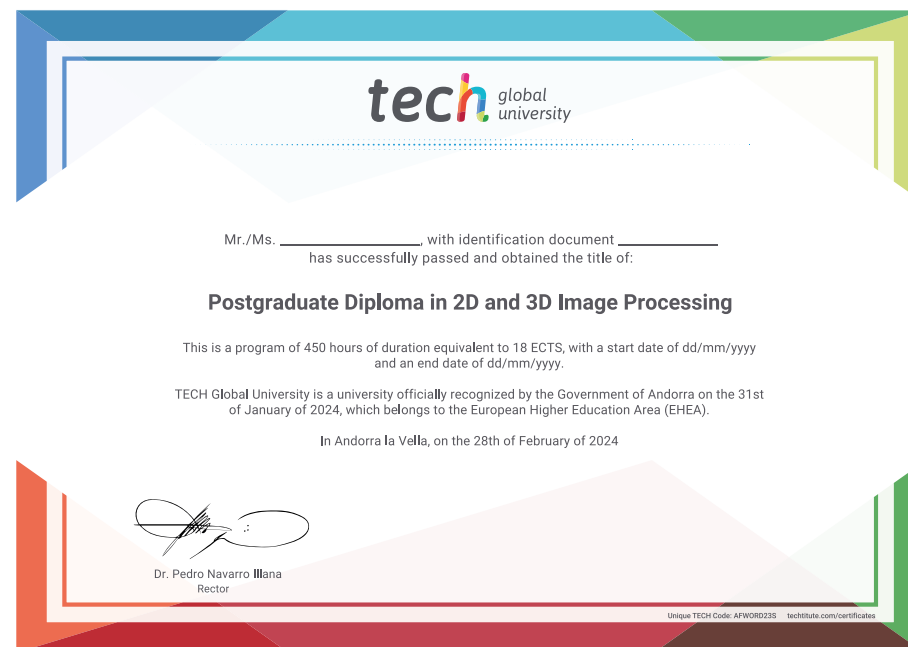 tech global university
Mr./Ms. ____________________, with identification document ______________
has successfully passed and obtained the title of:
Postgraduate Diploma in 2D and 3D Image Processing
This is a program of 450 hours of duration equivalent to 18 ECTS, with a start date of dd/mm/yyyy
and an end date of dd/mm/yyyy.
TECH Global University is a university officially recognized by the Government of Andorra on the 31st
of January of 2024, which belongs to the European Higher Education Area (EHEA).
In Andorra la Vella, on the 28th of February of 2024
Dr. Pedro Navarro Illana
Rector
Unique TECH Code: AFWORD23S techtitute.com/certificates